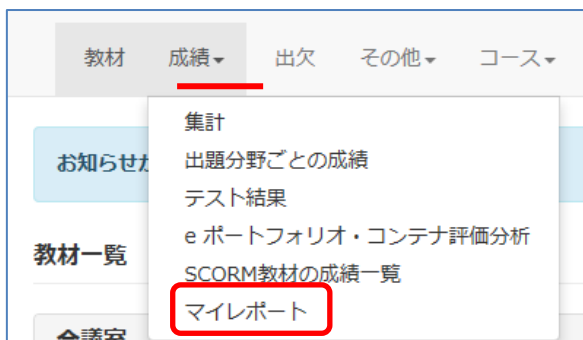 教材 成績▼ 出欠 その他▼ コース▼
集計
出題分野ごとの成績
テスト結果
e ポートフォリオ・コンテナ評価分析
SCORM教材の成績一覧
マイレポート
お知らせ
教材一覧
会議室